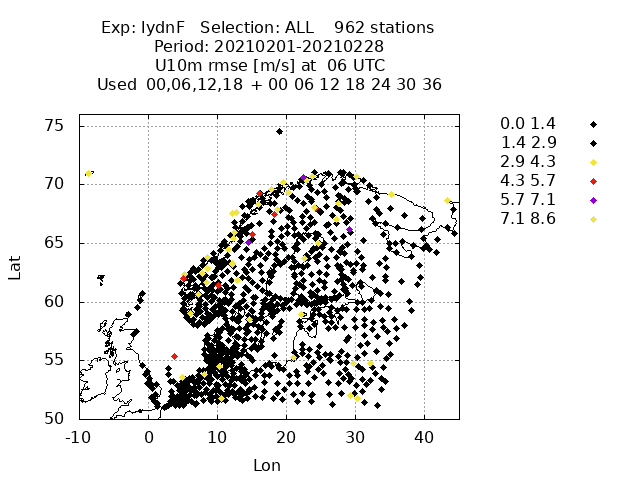 Exp: IydnF   Selection: ALL    962 stations
Period: 20210201-20210228
U10m rmse [m/s] at  06 UTC
Used  00,06,12,18  + 00 06 12 18 24 30 36
75
70
65
60
55
50
-10 0 10 20 30 40
Lat
Lon
0.0 1.4
1.4 2.9
2.9 4.3
4.3 5.7
5.7 7.1
7.1 8.6